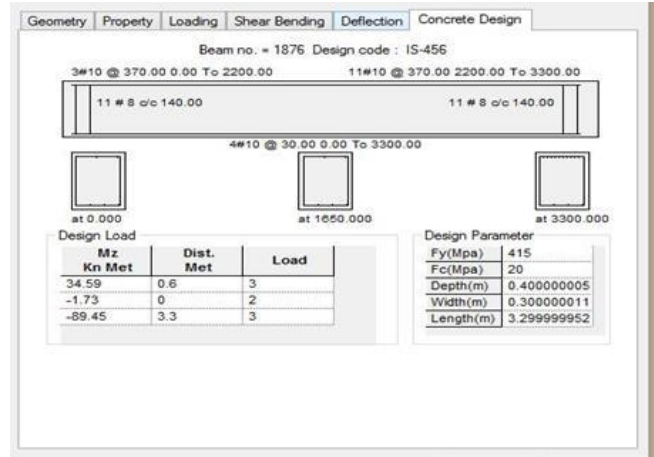 Geometry Property Loading Shear Bending Deflection Concrete Design
Beam no. = 1876 Design code : IS-456
3#10 @ 370.00 0.00 To 2200.00 11#10 @ 370.00 2200.00 To 3300.00
11 # 8 c/c 140.00 11 # 8 c/c 140.00
4#10 @ 30.00 0.00 To 3300.00
at 0.000 at 1650.000 at 3300.000
Design Load Design Parameter
Mz Dist. Load
Kn Met Met
34.59 0.6 3
-1.73 0 2
-89.45 3.3 3
Fy(Mpa) 415
Fc(Mpa) 20
Depth(m) 0.400000005
Width(m) 0.300000011
Length(m) 3.299999952